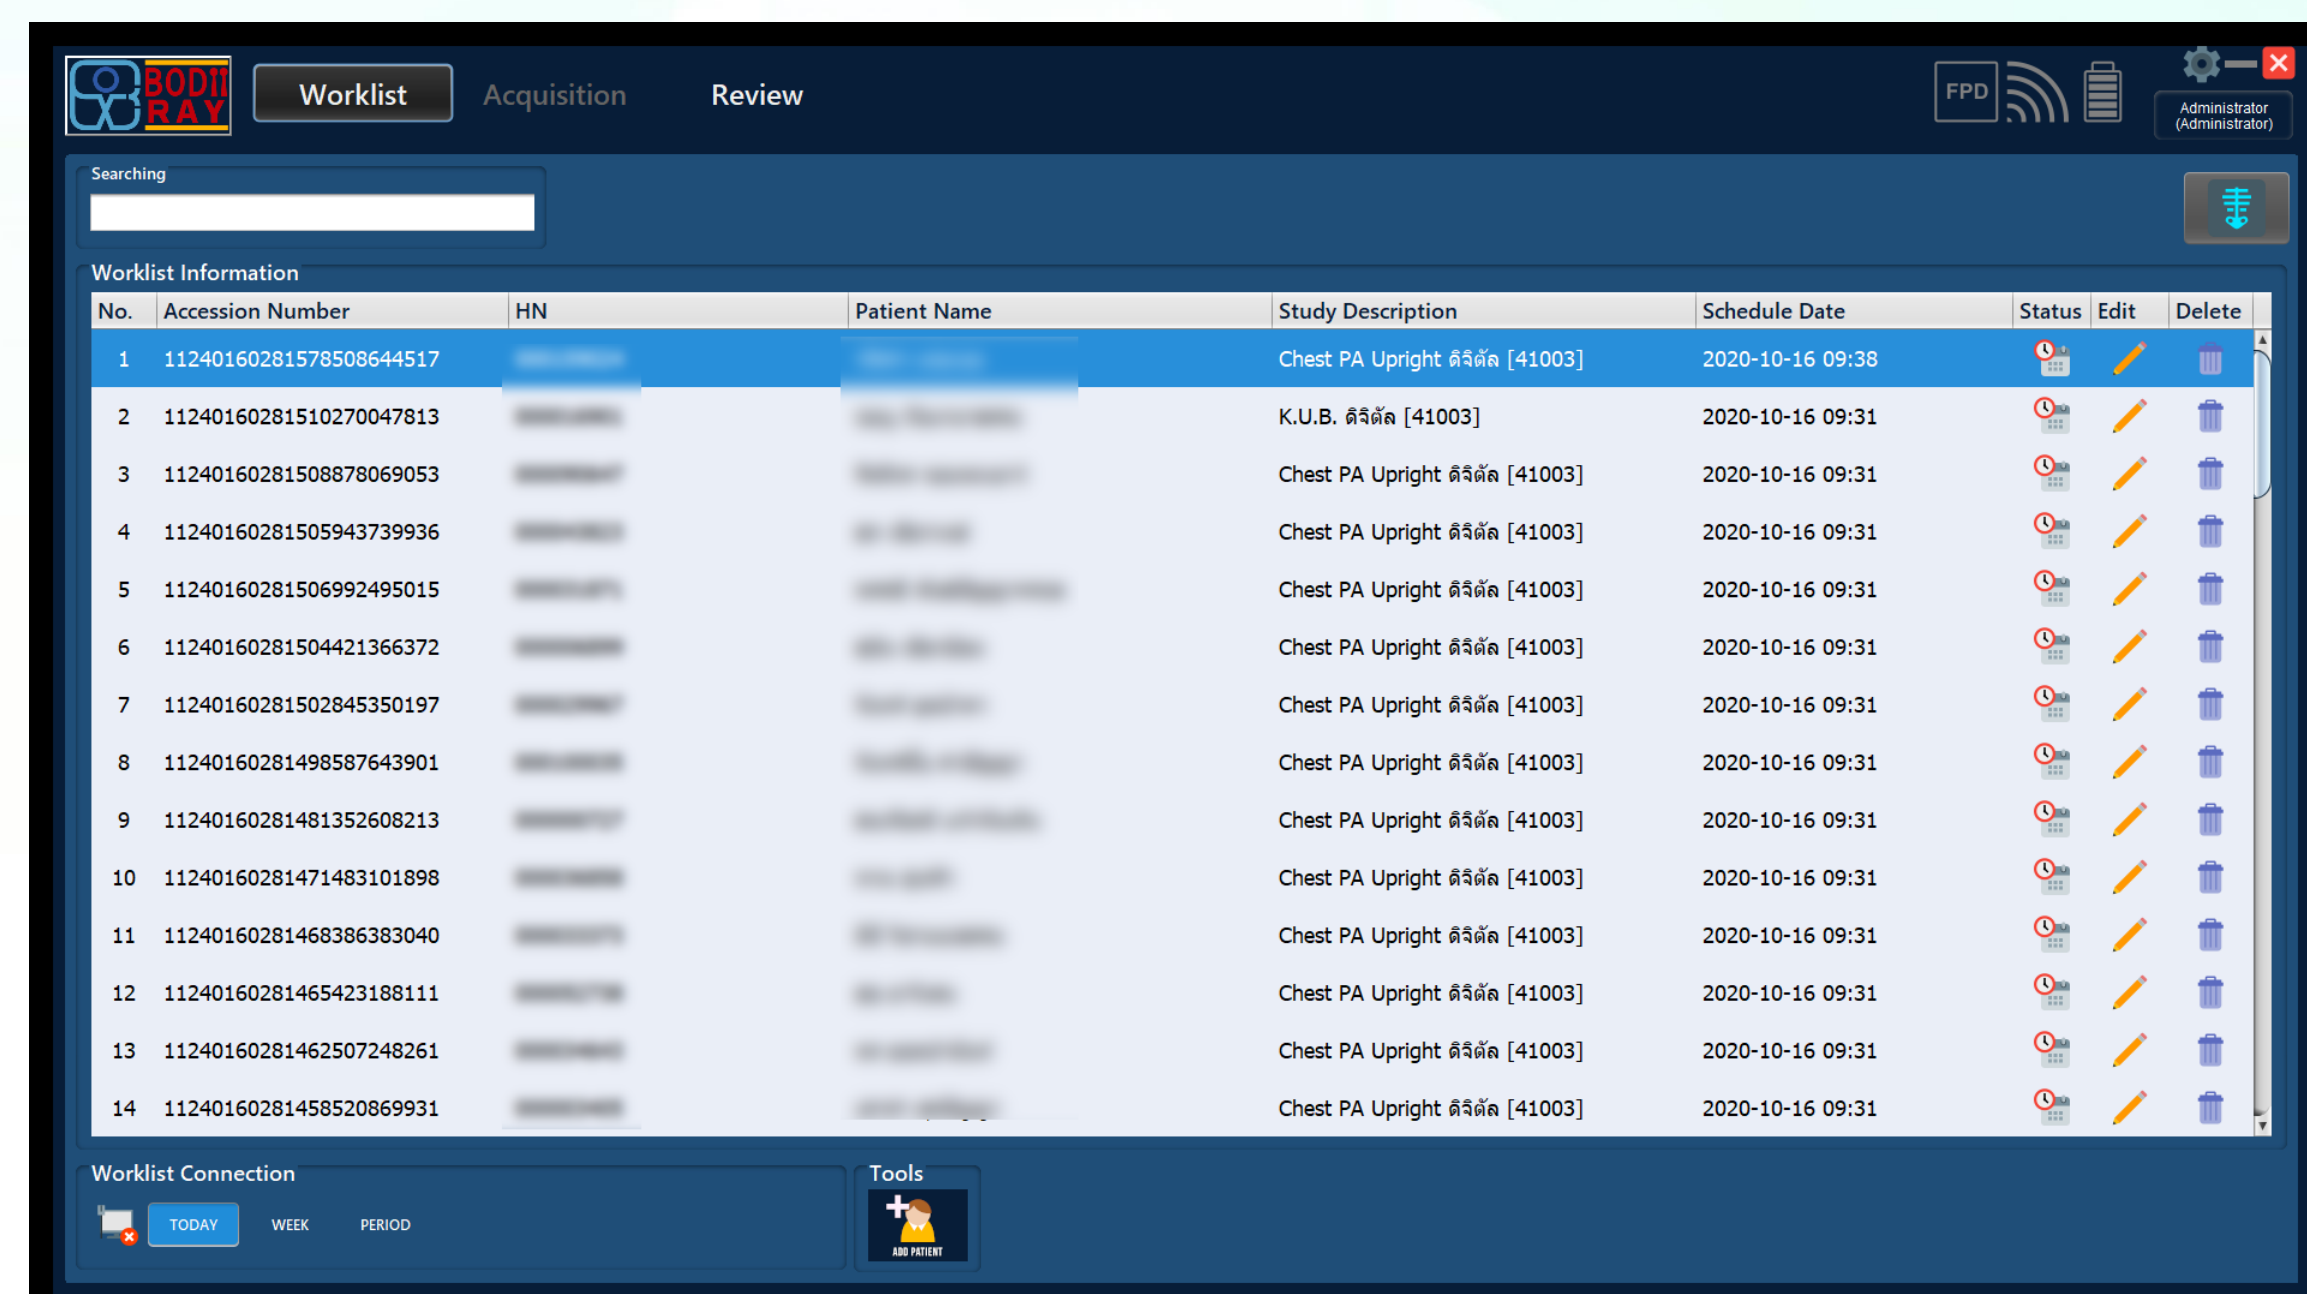 BODii
RAY
Worklist Acquisition Review
FPD
Administrator
(Administrator)
Searching
Worklist Information
No. Accession Number HN Patient Name Study Description Schedule Date Status Edit Delete
1 11240160281578508644517 Chest PA Upright ดิจิตัล [41003] 2020-10-16 09:38
2 11240160281510270047813 K.U.B. ดิจิตัล [41003] 2020-10-16 09:31
3 11240160281508878069053 Chest PA Upright ดิจิตัล [41003] 2020-10-16 09:31
4 11240160281505943739936 Chest PA Upright ดิจิตัล [41003] 2020-10-16 09:31
5 11240160281506992495015 Chest PA Upright ดิจิตัล [41003] 2020-10-16 09:31
6 11240160281504421366372 Chest PA Upright ดิจิตัล [41003] 2020-10-16 09:31
7 11240160281502845350197 Chest PA Upright ดิจิตัล [41003] 2020-10-16 09:31
8 11240160281498587643901 Chest PA Upright ดิจิตัล [41003] 2020-10-16 09:31
9 11240160281481352608213 Chest PA Upright ดิจิตัล [41003] 2020-10-16 09:31
10 11240160281471483101898 Chest PA Upright ดิจิตัล [41003] 2020-10-16 09:31
11 11240160281468386383040 Chest PA Upright ดิจิตัล [41003] 2020-10-16 09:31
12 11240160281465423188111 Chest PA Upright ดิจิตัล [41003] 2020-10-16 09:31
13 11240160281462507248261 Chest PA Upright ดิจิตัล [41003] 2020-10-16 09:31
14 11240160281458520869931 Chest PA Upright ดิจิตัล [41003] 2020-10-16 09:31
Worklist Connection Tools
TODAY WEEK PERIOD
ADD PATIENT